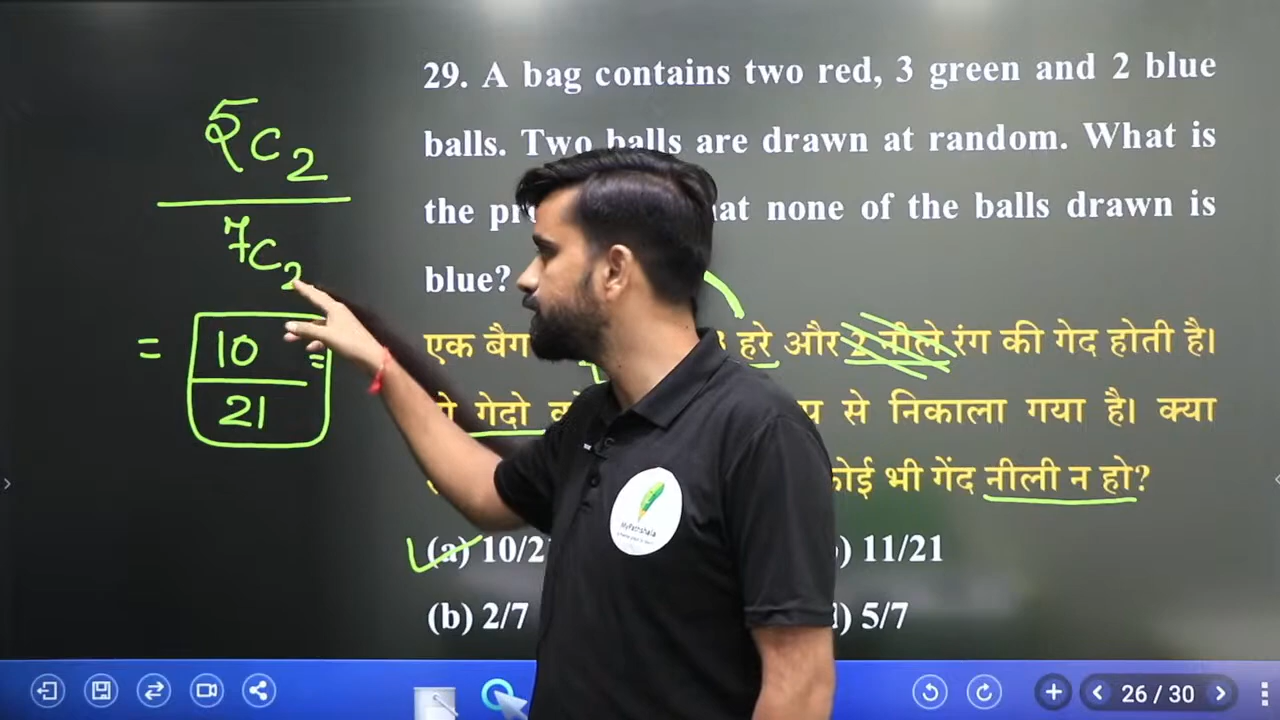 29. A bag contains two red, 3 green and 2 blue
balls. Two balls are drawn at random. What is
the that none of the balls drawn is
blue?
एक बैग हरे और 2 नीले रंग की गेद होती है।
गेदो से निकाला गया है। क्या
कोई भी गेंद नीली न हो?
(a) 10/2 11/21
(b) 2/7 5/7
5C2
7C2
= 10 =
21
MyPathshala
26 / 30